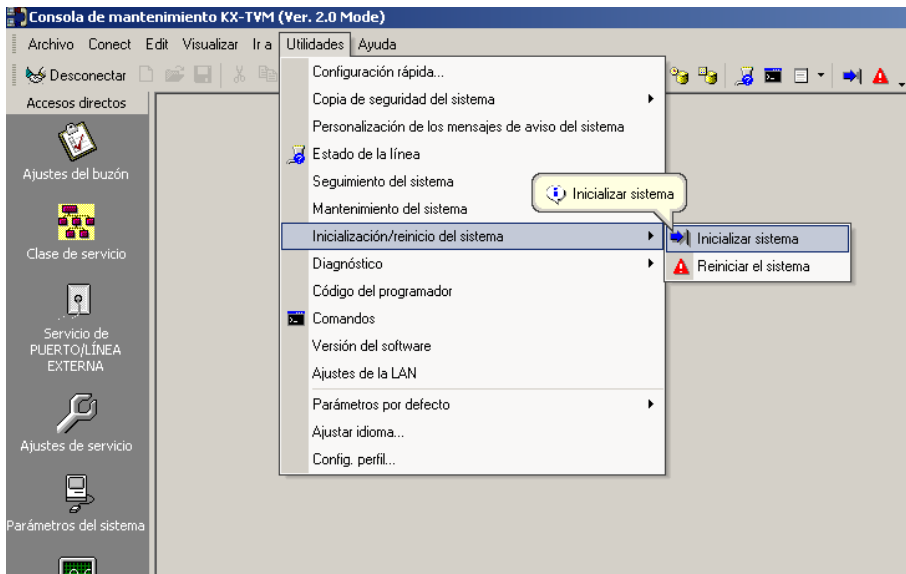 Consola de mantenimiento KX-TVM (Ver. 2.0 Mode)
Archivo Conect Edit Visualizar Ir a Utilidades Ayuda
Desconectar
Accesos directos
Ajustes del buzón
Clase de servicio
Servicio de
PUERTO/LÍNEA
EXTERNA
Ajustes de servicio
Parámetros del sistema
Configuración rápida...
Copia de seguridad del sistema
Personalización de los mensajes de aviso del sistema
Estado de la línea
Seguimiento del sistema
Mantenimiento del sistema
Inicialización/reinicio del sistema
Diagnóstico
Código del programador
Comandos
Versión del software
Ajustes de la LAN
Parámetros por defecto
Ajustar idioma...
Config. perfil...
Inicializar sistema
Inicializar sistema
Reiniciar el sistema